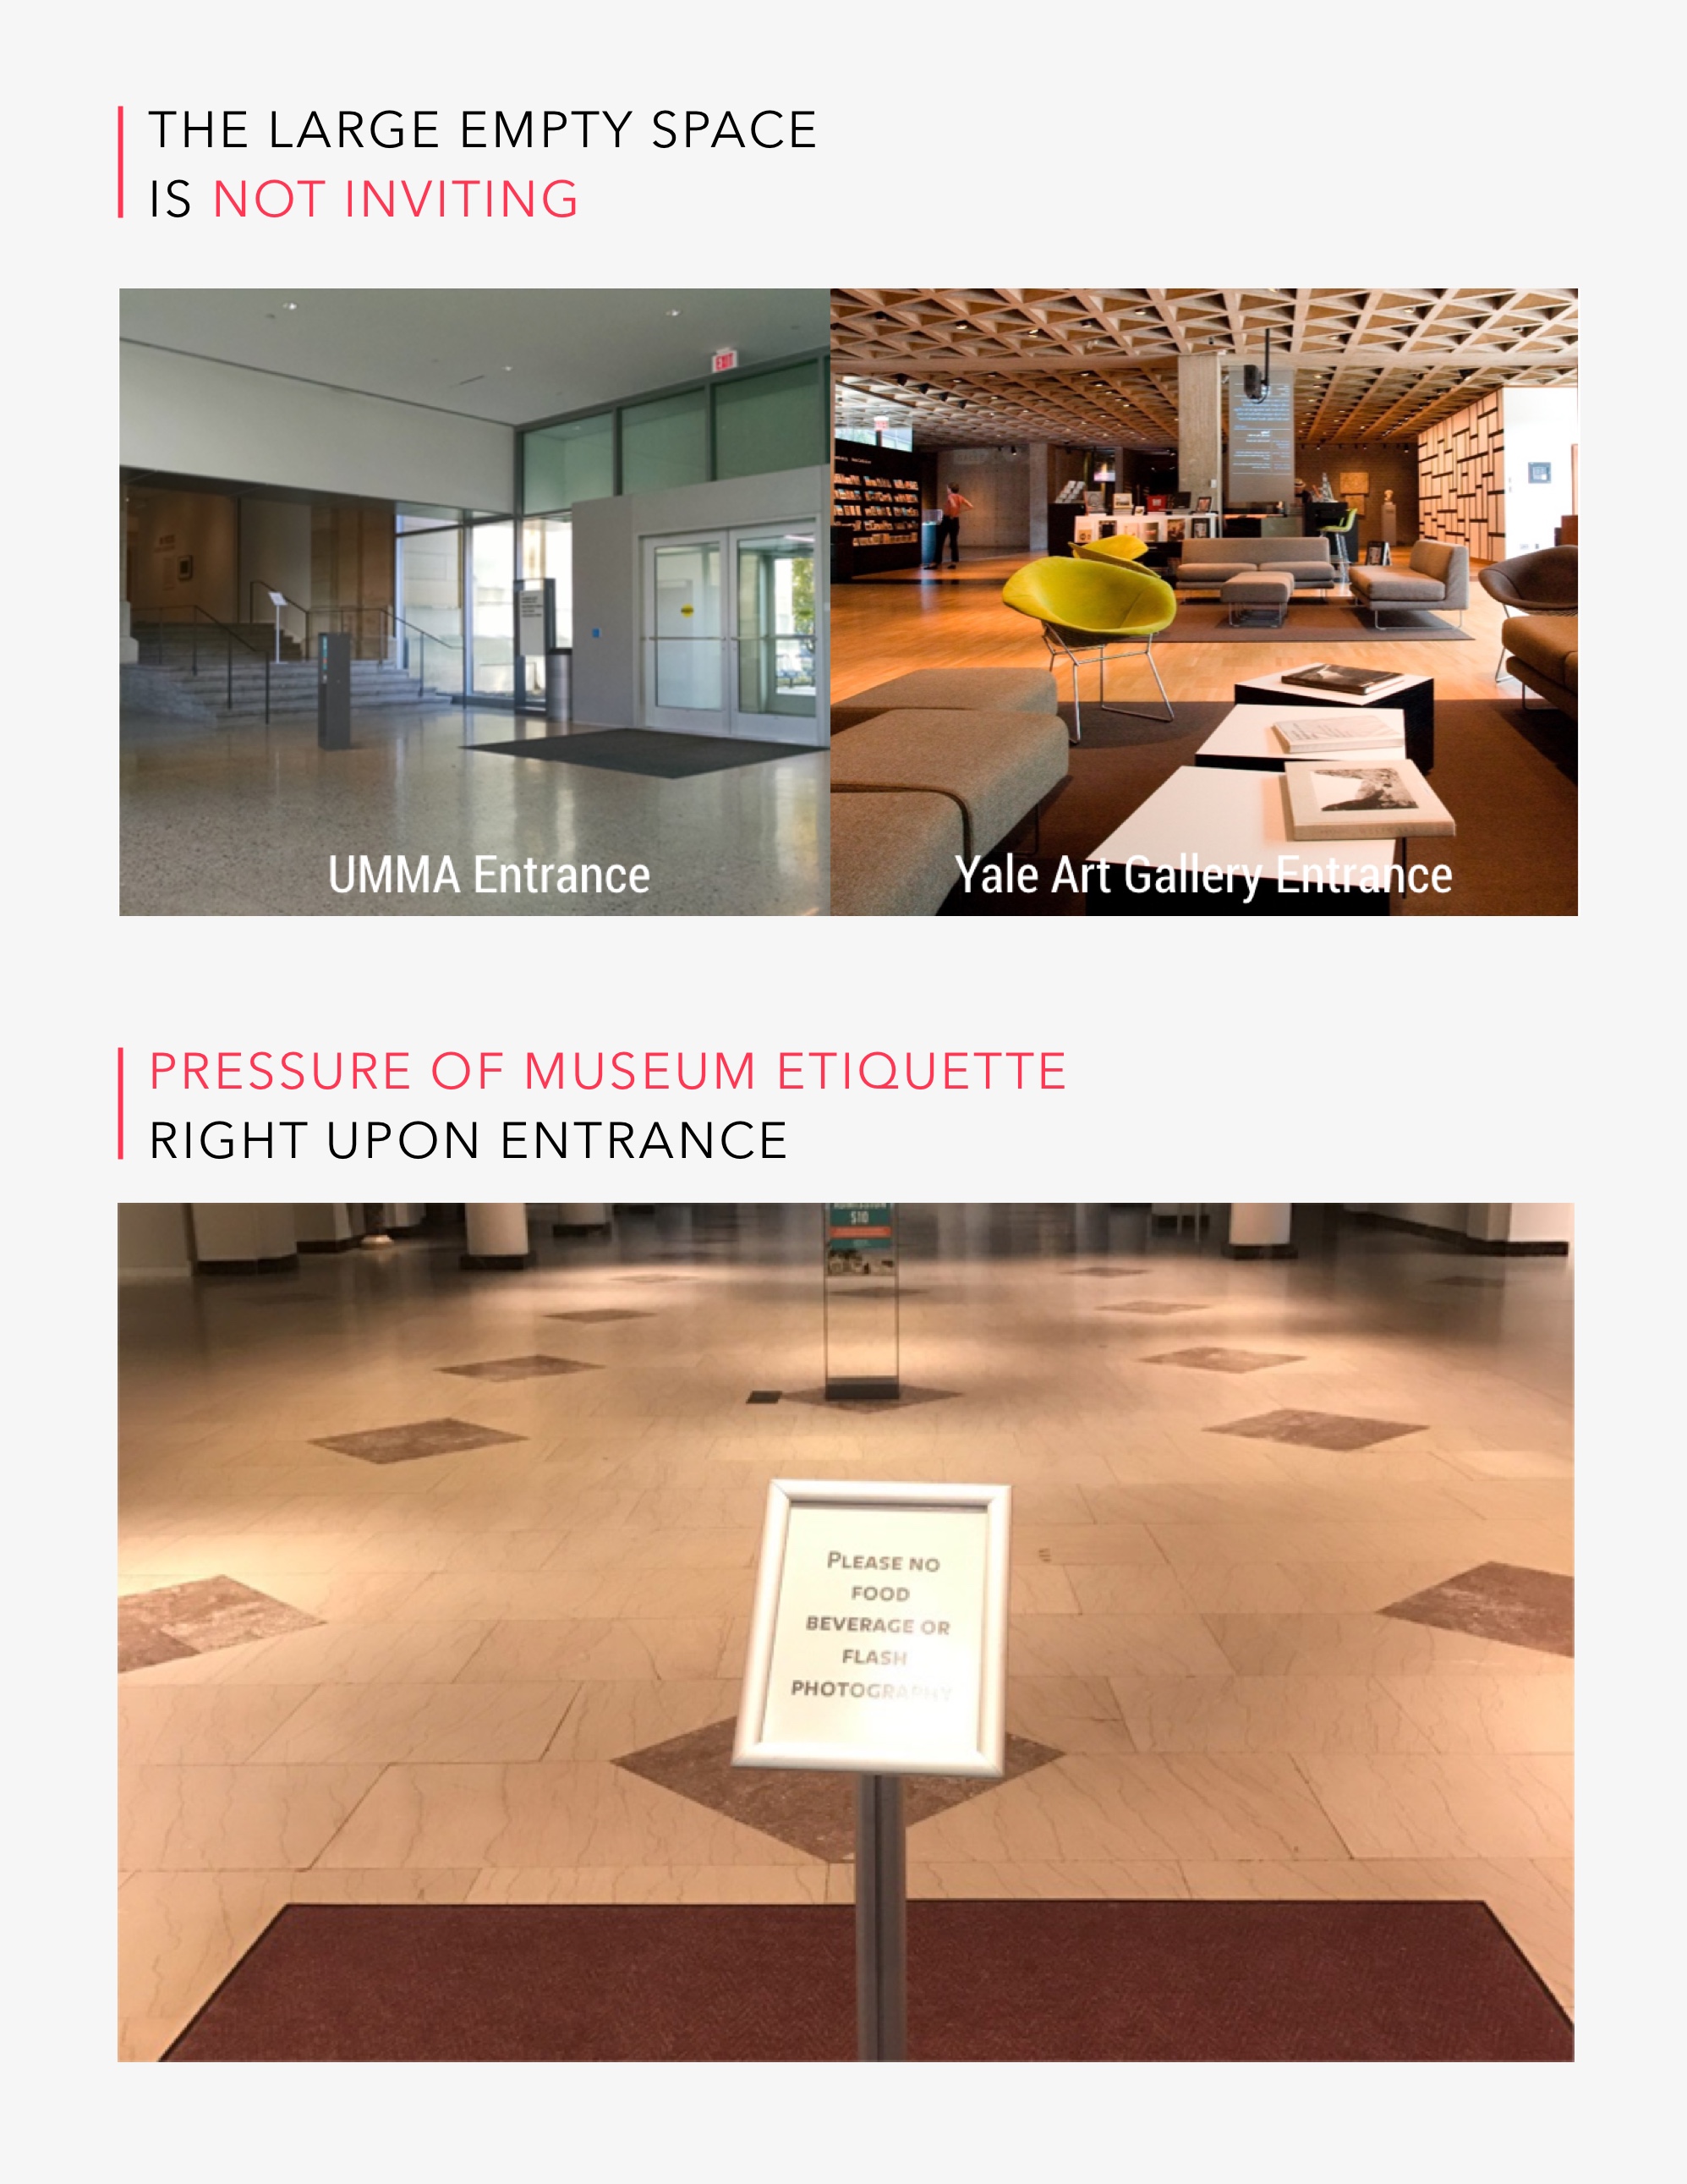 THE LARGE EMPTY SPACE
IS NOT INVITING
EXIT
UMMA Entrance
Yale Art Gallery Entrance
PRESSURE OF MUSEUM ETIQUETTE
RIGHT UPON ENTRANCE
ADMISSION
$10
PLEASE NO
FOOD
BEVERAGE OR
FLASH
PHOTOGRAPHY